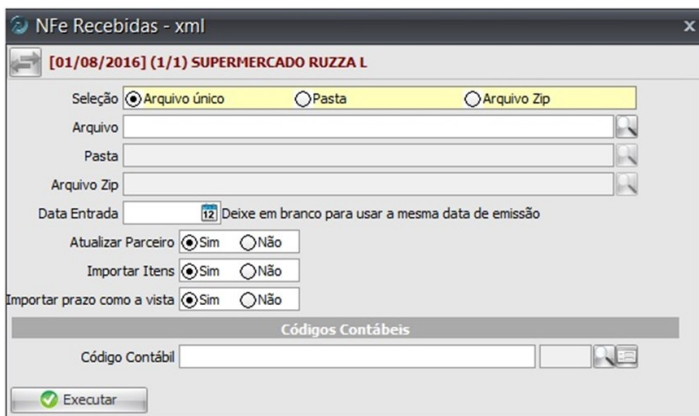 NFe Recebidas - xml x
[01/08/2016] (1/1) SUPERMERCADO RUZZA L
Seleção Arquivo único Pasta Arquivo Zip
Arquivo
Pasta
Arquivo Zip
Data Entrada 12 Deixe em branco para usar a mesma data de emissão
Atualizar Parceiro Sim Não
Importar Itens Sim Não
Importar prazo como a vista Sim Não
Códigos Contábeis
Código Contábil
Executar